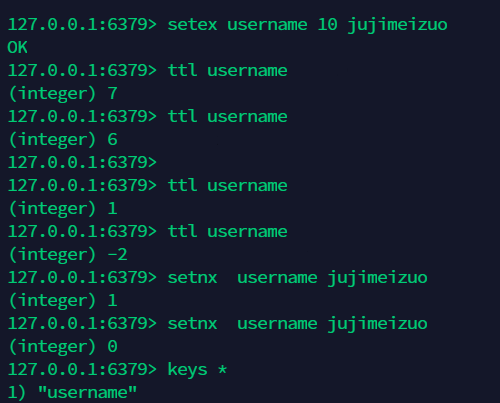 127.0.0.1:6379> setex username 10 jujimeizuo
OK
127.0.0.1:6379> ttl username
(integer) 7
127.0.0.1:6379> ttl username
(integer) 6
127.0.0.1:6379>
127.0.0.1:6379> ttl username
(integer) 1
127.0.0.1:6379> ttl username
(integer) -2
127.0.0.1:6379> setnx  username jujimeizuo
(integer) 1
127.0.0.1:6379> setnx  username jujimeizuo
(integer) 0
127.0.0.1:6379> keys *
1) "username"